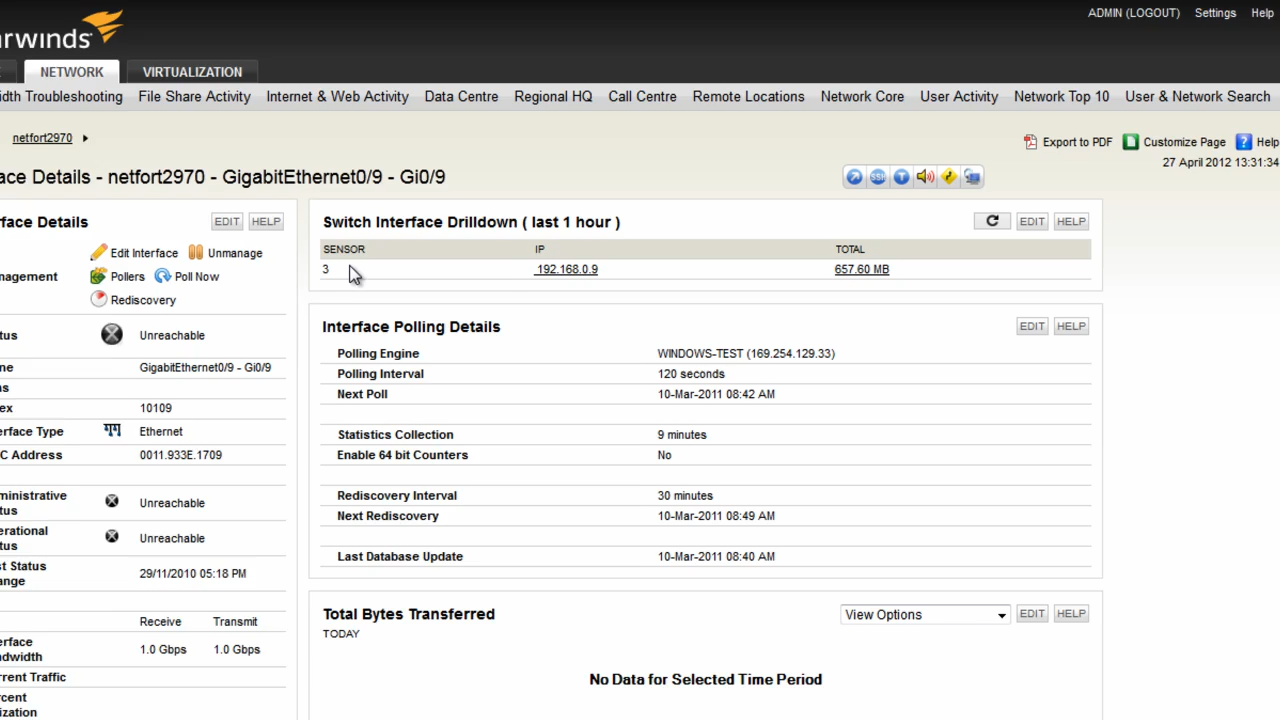 ADMIN (LOGOUT) Settings Help
rwinds
NETWORK VIRTUALIZATION
idth Troubleshooting File Share Activity Internet & Web Activity Data Centre Regional HQ Call Centre Remote Locations Network Core User Activity Network Top 10 User & Network Search
netfort2970
Export to PDF Customize Page Help
27 April 2012 13:31:34
ace Details - netfort2970 - GigabitEthernet0/9 - Gi0/9
rface Details EDIT HELP
Edit Interface Unmanage
nagement Pollers Poll Now
Rediscovery
tus Unreachable
me GigabitEthernet0/9 - Gi0/9
as
ex 10109
erface Type Ethernet
C Address 0011.933E.1709
ministrative
tus Unreachable
erational
tus Unreachable
st Status
ange 29/11/2010 05:18 PM
Receive Transmit
erface
ndwidth 1.0 Gbps 1.0 Gbps
rrent Traffic
rcent
lization
Switch Interface Drilldown ( last 1 hour ) EDIT HELP
SENSOR IP TOTAL
3 192.168.0.9 657.60 MB
Interface Polling Details EDIT HELP
Polling Engine WINDOWS-TEST (169.254.129.33)
Polling Interval 120 seconds
Next Poll 10-Mar-2011 08:42 AM
Statistics Collection 9 minutes
Enable 64 bit Counters No
Rediscovery Interval 30 minutes
Next Rediscovery 10-Mar-2011 08:49 AM
Last Database Update 10-Mar-2011 08:40 AM
Total Bytes Transferred View Options EDIT HELP
TODAY
No Data for Selected Time Period